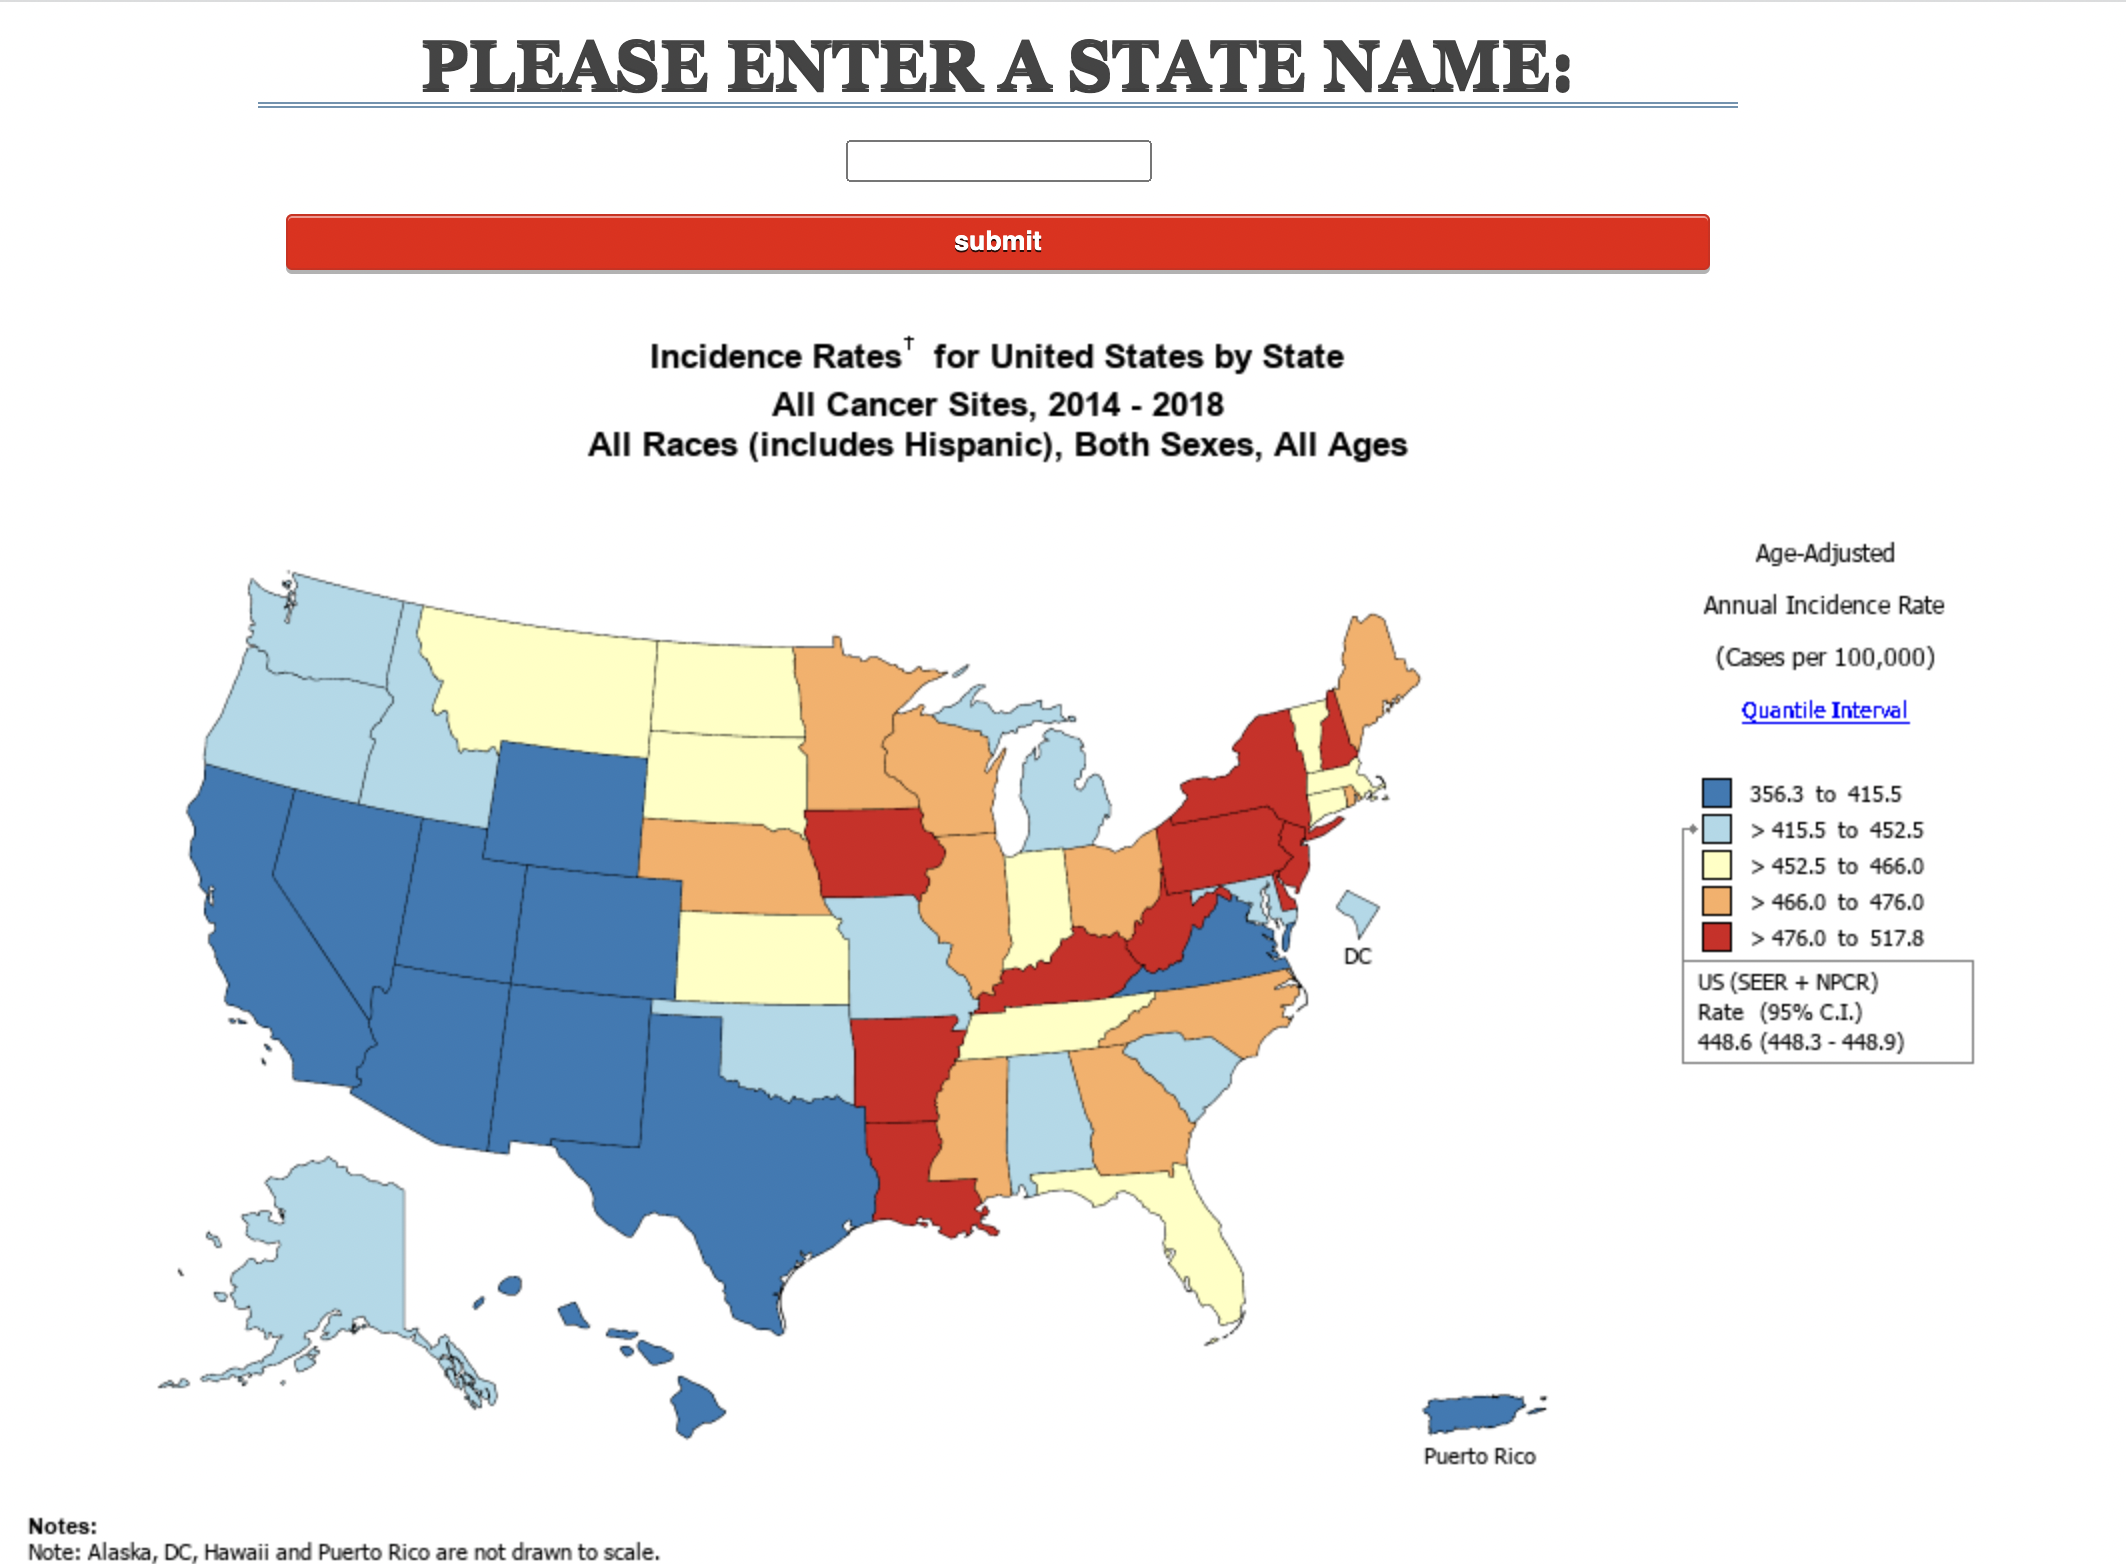 PLEASE ENTER A STATE NAME:
submit
Incidence Rates† for United States by State
All Cancer Sites, 2014 - 2018
All Races (includes Hispanic), Both Sexes, All Ages
Age-Adjusted
Annual Incidence Rate
(Cases per 100,000)
Quantile Interval
356.3 to 415.5
> 415.5 to 452.5
> 452.5 to 466.0
> 466.0 to 476.0
> 476.0 to 517.8
US (SEER + NPCR)
Rate (95% C.I.)
448.6 (448.3 - 448.9)
DC
Puerto Rico
Notes:
Note: Alaska, DC, Hawaii and Puerto Rico are not drawn to scale.